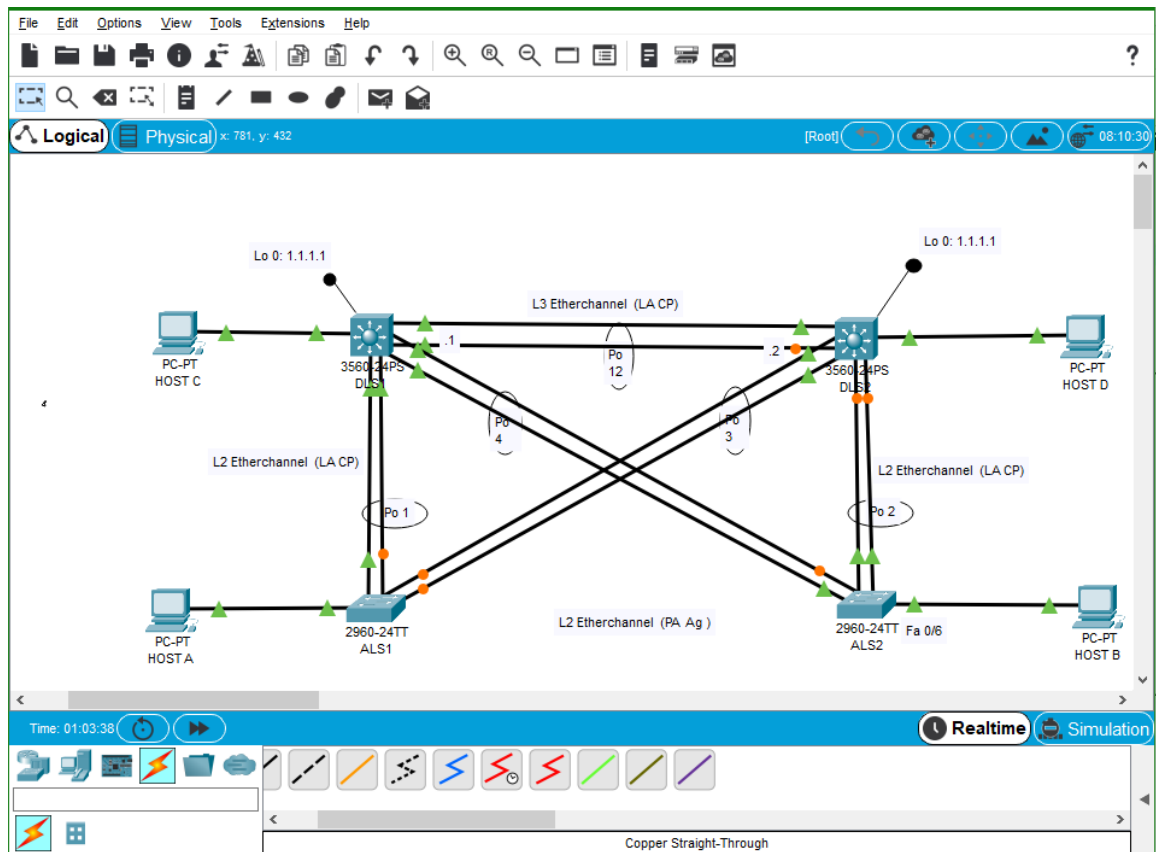 File Edit Options View Tools Extensions Help
?
Logical Physical x: 781, y: 432 [Root] 08:10:30
Lo 0: 1.1.1.1
Lo 0: 1.1.1.1
L3 Etherchannel (LA CP)
.1
.2
Po
12
PC-PT
HOST C
3560-24PS
DLS1
3560-24PS
DLS2
PC-PT
HOST D
Po
4
Po
3
L2 Etherchannel (LA CP)
L2 Etherchannel (LA CP)
Po 1
Po 2
L2 Etherchannel (PA Ag )
PC-PT
HOST A
2960-24TT
ALS1
2960-24TT
ALS2
Fa 0/6
PC-PT
HOST B
Time: 01:03:38 Realtime Simulation
Copper Straight-Through